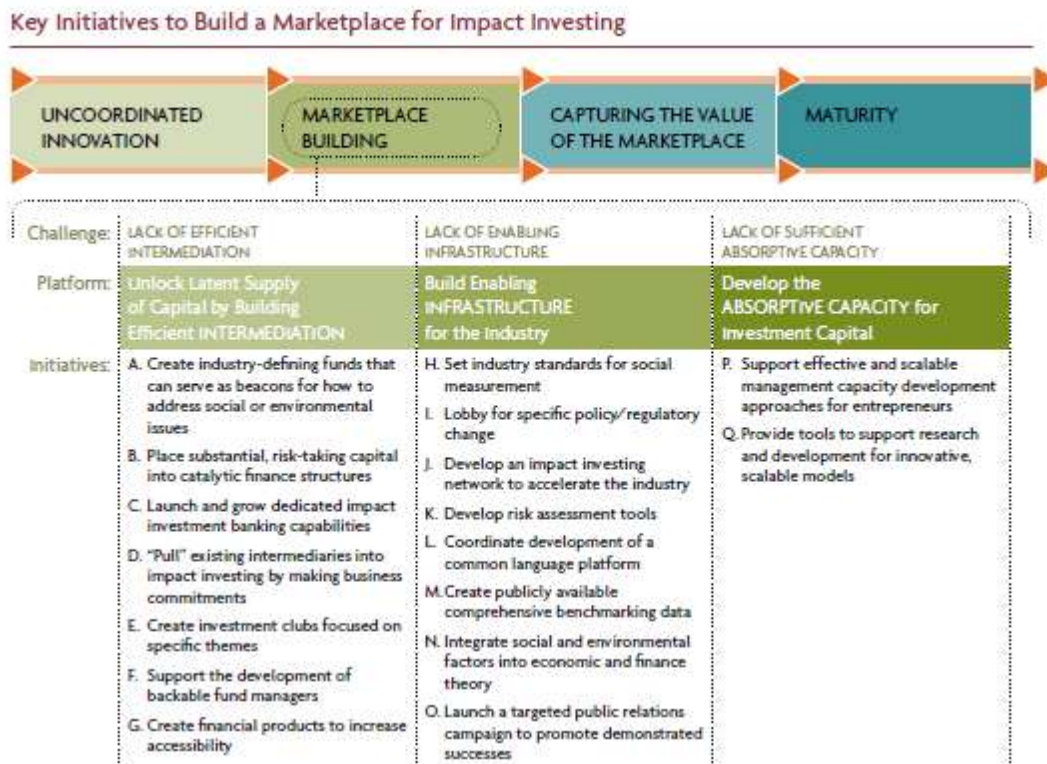 Key Initiatives to Build a Marketplace for Impact Investing
UNCOORDINATED
INNOVATION
MARKETPLACE
BUILDING
CAPTURING THE VALUE
OF THE MARKETPLACE
MATURITY
Challenge:
LACK OF EFFICIENT
INTERMEDIATION
LACK OF ENABLING
INFRASTRUCTURE
LACK OF SUFFICIENT
ABSORPTIVE CAPACITY
Platform:
Unlock Latent Supply
of Capital by Building
Efficient INTERMEDIATION
Build Enabling
INFRASTRUCTURE
for the Industry
Develop the
ABSORPTIVE CAPACITY for
Investment Capital
Initiatives:
A. Create industry-defining funds that
can serve as beacons for how to
address social or environmental
issues
B. Place substantial, risk-taking capital
into catalytic finance structures
C. Launch and grow dedicated impact
investment banking capabilities
D. "Pull" existing intermediaries into
impact investing by making business
commitments
E. Create investment clubs focused on
specific themes
F. Support the development of
backable fund managers
G. Create financial products to increase
accessibility
H. Set industry standards for social
measurement
I. Lobby for specific policy/regulatory
change
J. Develop an impact investing
network to accelerate the industry
K. Develop risk assessment tools
L. Coordinate development of a
common language platform
M. Create publicly available
comprehensive benchmarking data
N. Integrate social and environmental
factors into economic and finance
theory
O. Launch a targeted public relations
campaign to promote demonstrated
successes
P. Support effective and scalable
management capacity development
approaches for entrepreneurs
Q. Provide tools to support research
and development for innovative,
scalable models